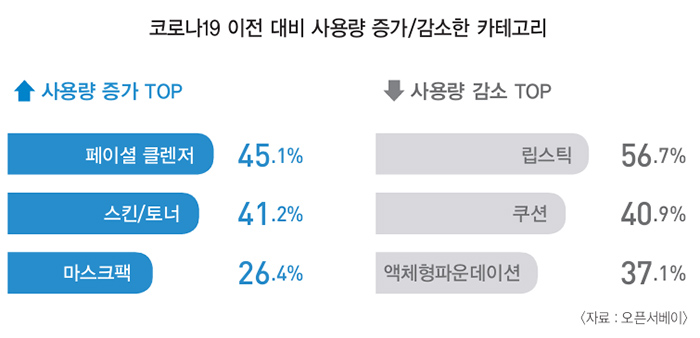 코로나19 이전 대비 사용량 증가/감소한 카테고리
사용량 증가 TOP
페이셜 클렌저 45.1%
스킨/토너 41.2%
마스크팩 26.4%
사용량 감소 TOP
립스틱 56.7%
쿠션 40.9%
액체형파운데이션 37.1%
〈자료 : 오픈서베이〉